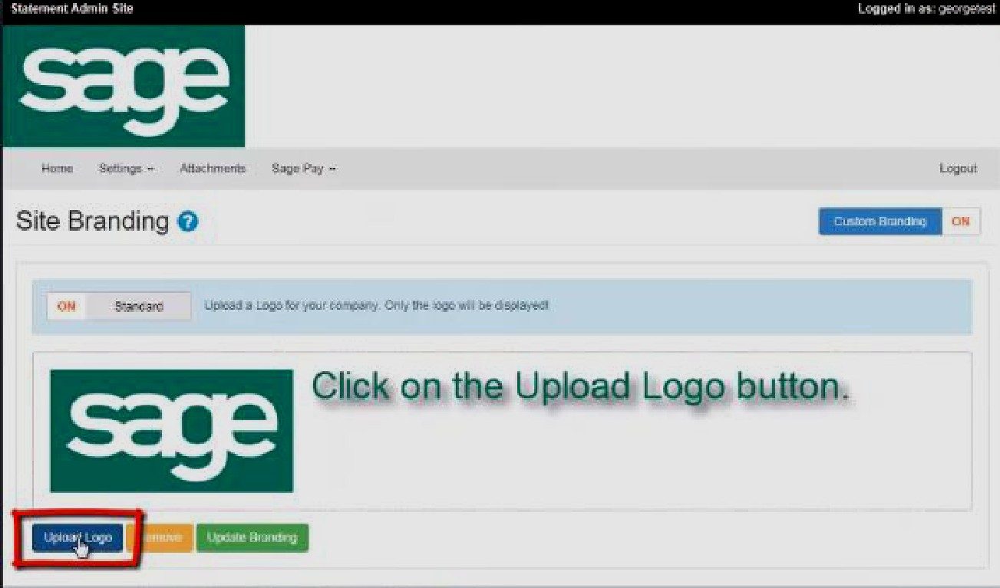 Statement Admin Site
Logged in as: georgetest
sage
Home Settings Attachments Sage Pay Logout
Site Branding ?
Custom Branding ON
ON Standard Upload a Logo for your company. Only the logo will be displayed!
sage
Click on the Upload Logo button.
Upload Logo Remove Update Branding